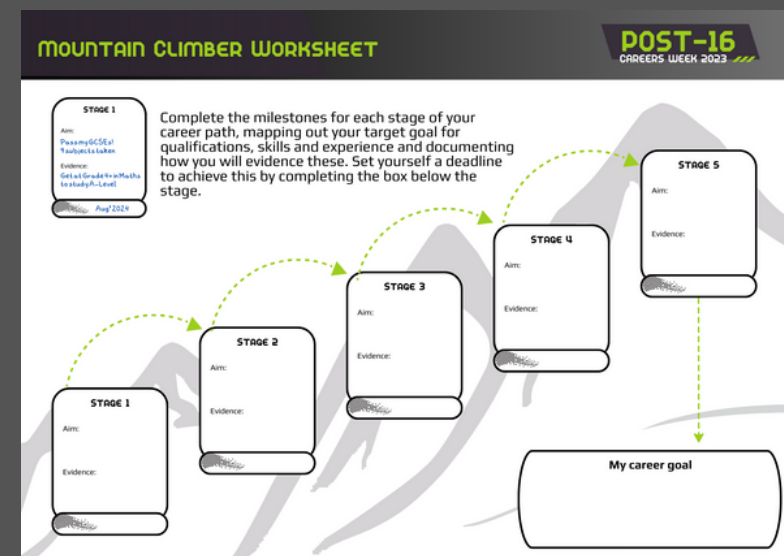 MOUNTAIN CLIMBER WORKSHEET
POST-16
CAREERS WEEK 2023
STAGE 1
Aim:
Pass my GCSEs!
9 subjects taken
Evidence:
Get at Grade 9+ in Maths
to study A-Level
Aug' 2024
Complete the milestones for each stage of your
career path, mapping out your target goal for
qualifications, skills and experience and documenting
how you will evidence these. Set yourself a deadline
to achieve this by completing the box below the
stage.
STAGE 1
Aim:
Evidence:
STAGE 2
Aim:
Evidence:
STAGE 3
Aim:
Evidence:
STAGE 4
Aim:
Evidence:
STAGE 5
Aim:
Evidence:
My career goal